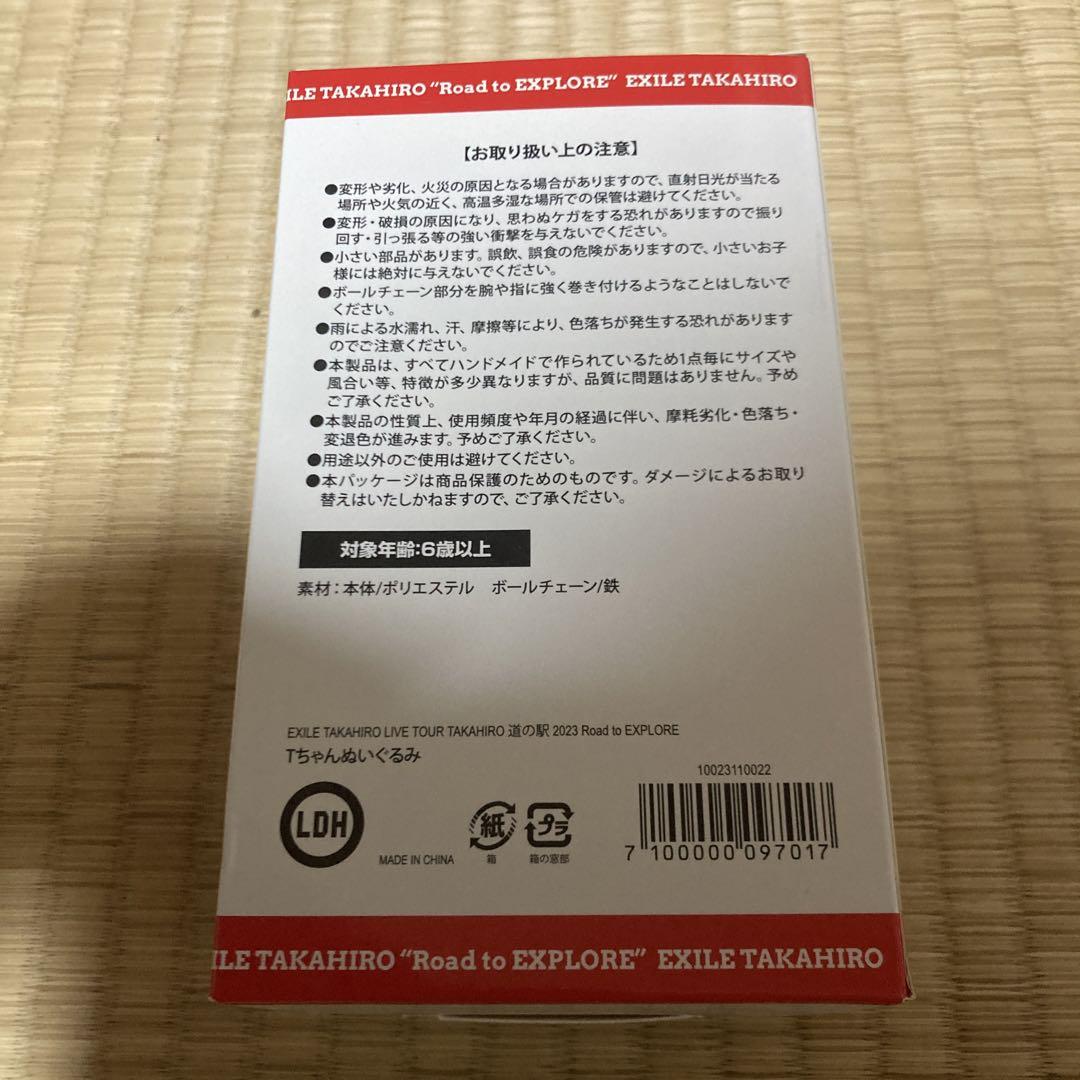 ILE TAKAHIRO "Road to EXPLORE" EXILE TAKAHIRO
【お取り扱い上の注意】
●変形や劣化、火災の原因となる場合がありますので、直射日光が当たる
場所や火気の近く、高温多湿な場所での保管は避けてください。
●変形・破損の原因になり、思わぬケガをする恐れがありますので振り
回す・引っ張る等の強い衝撃を与えないでください。
●小さい部品があります。誤飲、誤食の危険がありますので、小さいお子
様には絶対に与えないでください。
●ボールチェーン部分を腕や指に強く巻き付けるようなことはしないで
ください。
●雨による水濡れ、汗、摩擦等により、色落ちが発生する恐れがあります
のでご注意ください。
●本製品は、すべてハンドメイドで作られているため1点毎にサイズや
風合い等、特徴が多少異なりますが、品質に問題はありません。予め
ご了承ください。
●本製品の性質上、使用頻度や年月の経過に伴い、摩耗劣化・色落ち・
変退色が進みます。予めご了承ください。
●用途以外のご使用は避けてください。
●本パッケージは商品保護のためのものです。ダメージによるお取り
替えはいたしかねますので、ご了承ください。
対象年齢:6歳以上
素材：本体/ポリエステル ボールチェーン/鉄
EXILE TAKAHIRO LIVE TOUR TAKAHIRO 道の駅 2023 Road to EXPLORE
Tちゃんぬいぐるみ
10023110022
LDH
MADE IN CHINA
紙
箱
プラ
箱の窓部
7 100000 097017
ILE TAKAHIRO "Road to EXPLORE" EXILE TAKAHIRO